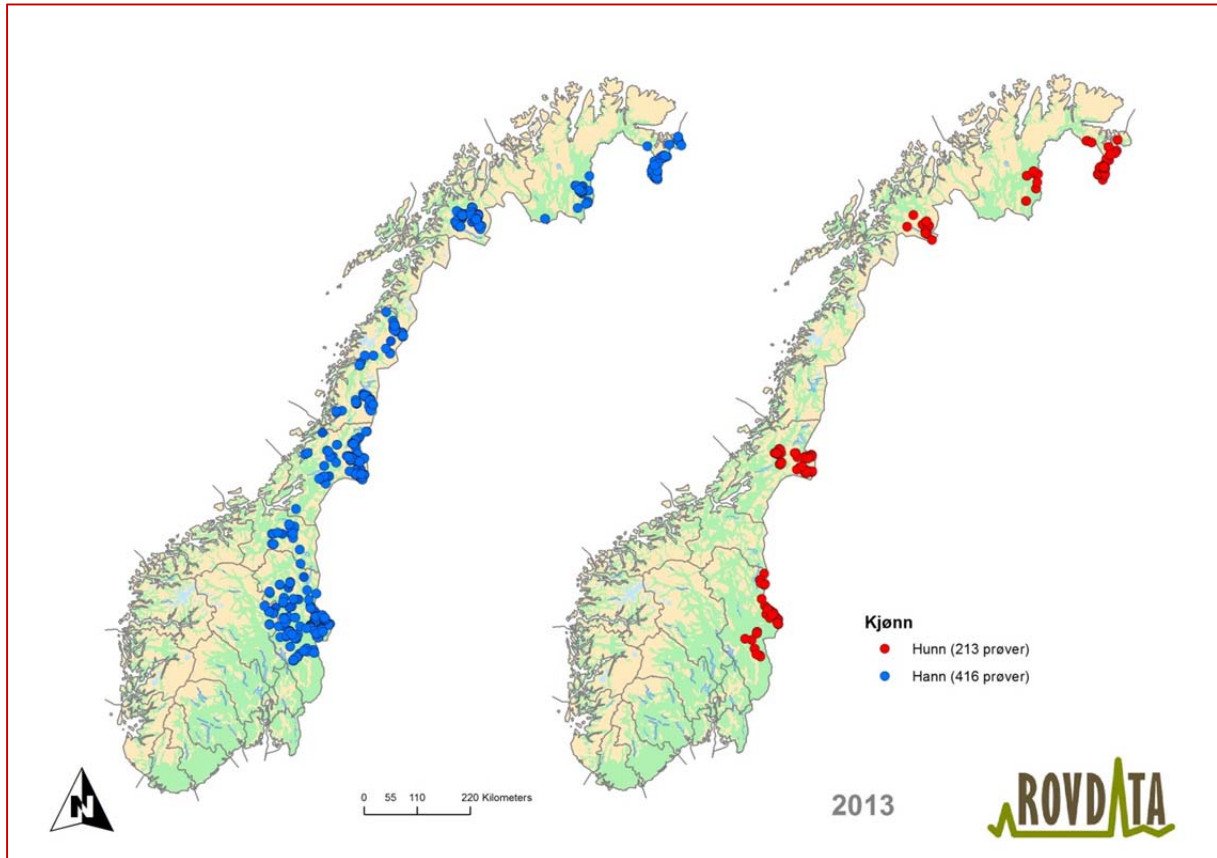 Kjønn
Hunn (213 prøver)
Hann (416 prøver)
N
0 55 110 220 Kilometers
2013
ROVDATA